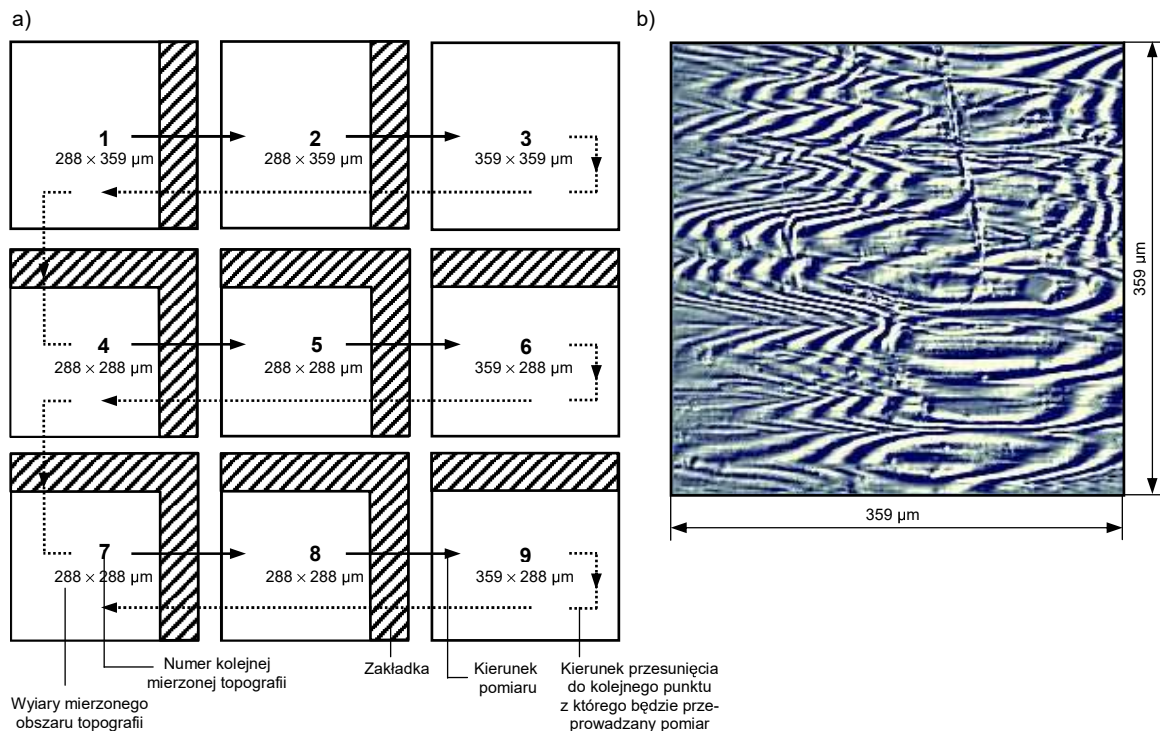 a)
b)
1
288 × 359 µm
2
288 × 359 µm
3
359 × 359 µm
4
288 × 288 µm
5
288 × 288 µm
6
359 × 288 µm
7
288 × 288 µm
8
288 × 288 µm
9
359 × 288 µm
359 µm
359 µm
Numer kolejnej
mierzonej topografii
Wyiary mierzonego
obszaru topografii
Zakładka
Kierunek
pomiaru
Kierunek przesunięcia
do kolejnego punktu
z którego będzie prze-
prowadzany pomiar